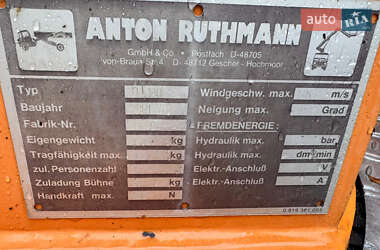 auto RIA
ANTON RUTHMANN
GmbH & Co. · Postfach D-48705
von-Braun-Str. 4 D-48712 Gescher - Hochmoor
Typ
Windgeschw. max. m/s
Baujahr
Neigung max. Grad
Fabrik-Nr.
FREMDENERGIE:
Eigengewicht kg
Hydraulik max. bar
Tragfähigkeit max. kg
Hydraulik max. dm³/min
zul. Personenzahl
Elektr.-Anschluß V
Zuladung Bühne kg
Elektr.-Anschluß A
Handkraft max. N